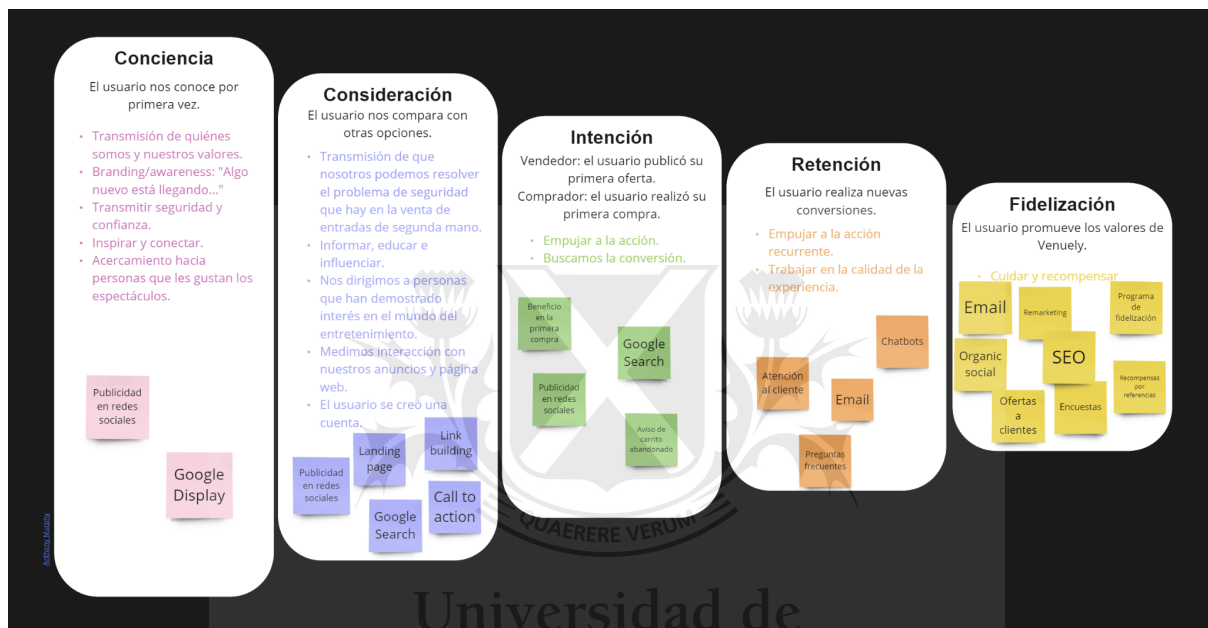 Conciencia
El usuario nos conoce por
primera vez.
• Transmisión de quiénes
somos y nuestros valores.
• Branding/awareness: "Algo
nuevo está llegando..."
• Transmitir seguridad y
confianza.
• Inspirar y conectar.
• Acercamiento hacia
personas que les gustan los
espectáculos.
Publicidad
en redes
sociales
Google
Display
Anthony Murphy
Consideración
El usuario nos compara con
otras opciones.
• Transmisión de que
nosotros podemos resolver
el problema de seguridad
que hay en la venta de
entradas de segunda mano.
• Informar, educar e
influenciar.
• Nos dirigimos a personas
que han demostrado
interés en el mundo del
entretenimiento.
• Medimos interacción con
nuestros anuncios y página
web.
• El usuario se creó una
cuenta.
Publicidad
en redes
sociales
Landing
page
Link
building
Google
Search
Call to
action
Intención
Vendedor: el usuario publicó su
primera oferta.
Comprador: el usuario realizó su
primera compra.
• Empujar a la acción.
• Buscamos la conversión.
Beneficio
en la
primera
compra
Google
Search
Publicidad
en redes
sociales
Aviso de
carrito
abandonado
Retención
El usuario realiza nuevas
conversiones.
• Empujar a la acción
recurrente.
• Trabajar en la calidad de la
experiencia.
Chatbots
Atención
al cliente
Email
Preguntas
frecuentes
Fidelización
El usuario promueve los valores de
Venuely.
• Cuidar y recompensar
Email
Remarketing
Programa
de
fidelización
Organic
social
SEO
Recompensas
por
referencias
Ofertas
a
clientes
Encuestas
QUAERERE VERUM
Universidad de